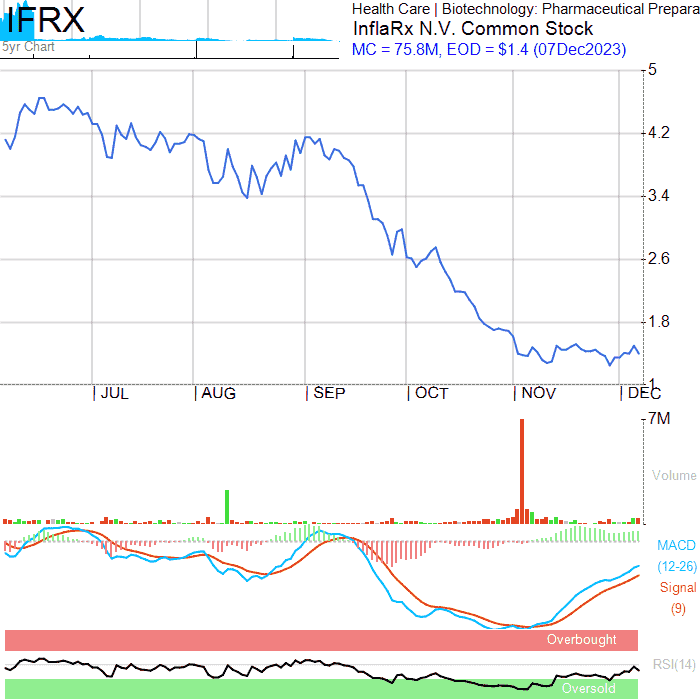 IFRX
5yr Chart
Health Care | Biotechnology: Pharmaceutical Prepara
InflaRx N.V. Common Stock
MC = 75.8M, EOD = $1.4 (07Dec2023)
5
4.2
3.4
2.6
1.8
1
JUL
AUG
SEP
OCT
NOV
DEC
7M
Volume
MACD
(12-26)
Signal
(9)
Overbought
RSI(14)
Oversold